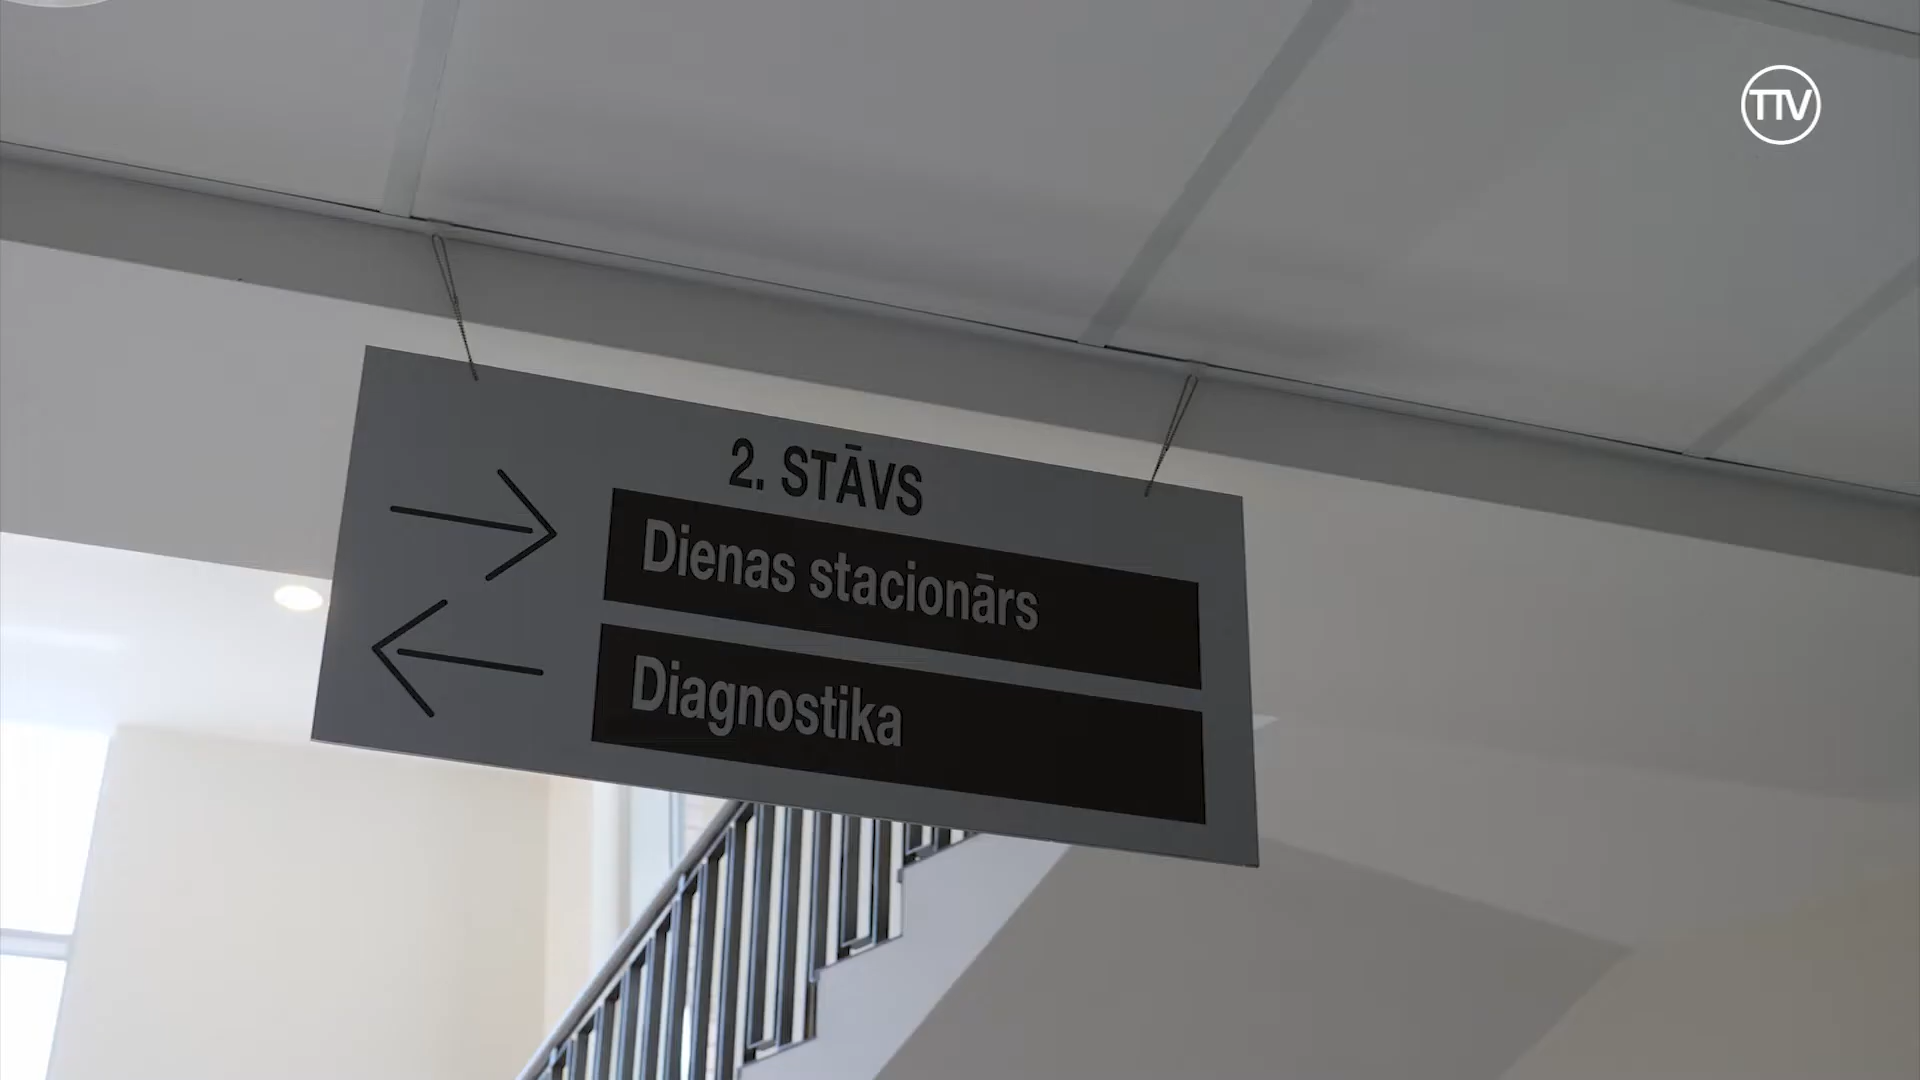 TTV
2. STĀVS
Dienas stacionārs
Diagnostika